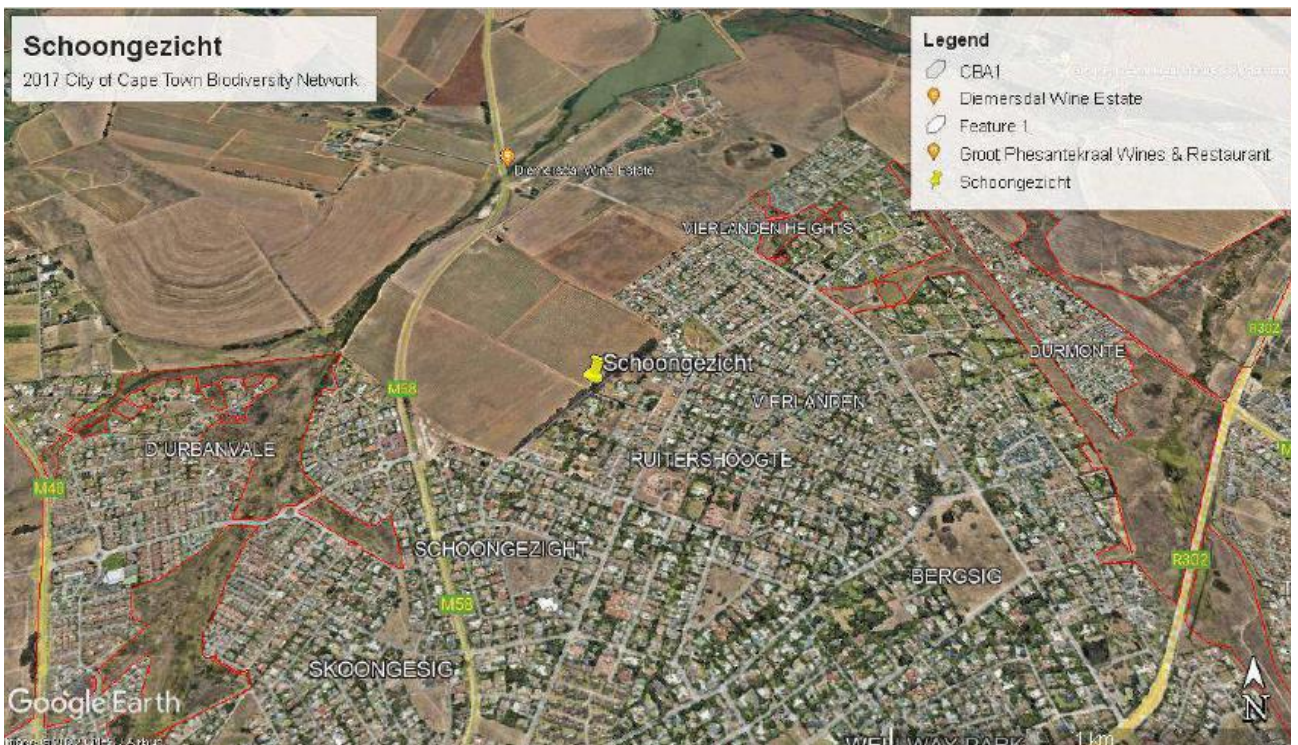 Schoongezicht
2017 City of Cape Town Biodiversity Network
Legend
CBA1
Diemersdal Wine Estate
Feature 1
Groot Phesantekraal Wines & Restaurant
Schoongezicht
Diemersdal Wine Estate
VIERLANDEN HEIGHTS
R302
DURMONTE
Schoongezicht
M58
VIERLANDEN
D'URBANVALE
RUITERSHOOGTE
M48
SCHOONGEZIGHT
R302
BERGSIG
M58
SKOONGESIG
Google Earth
N
1 km